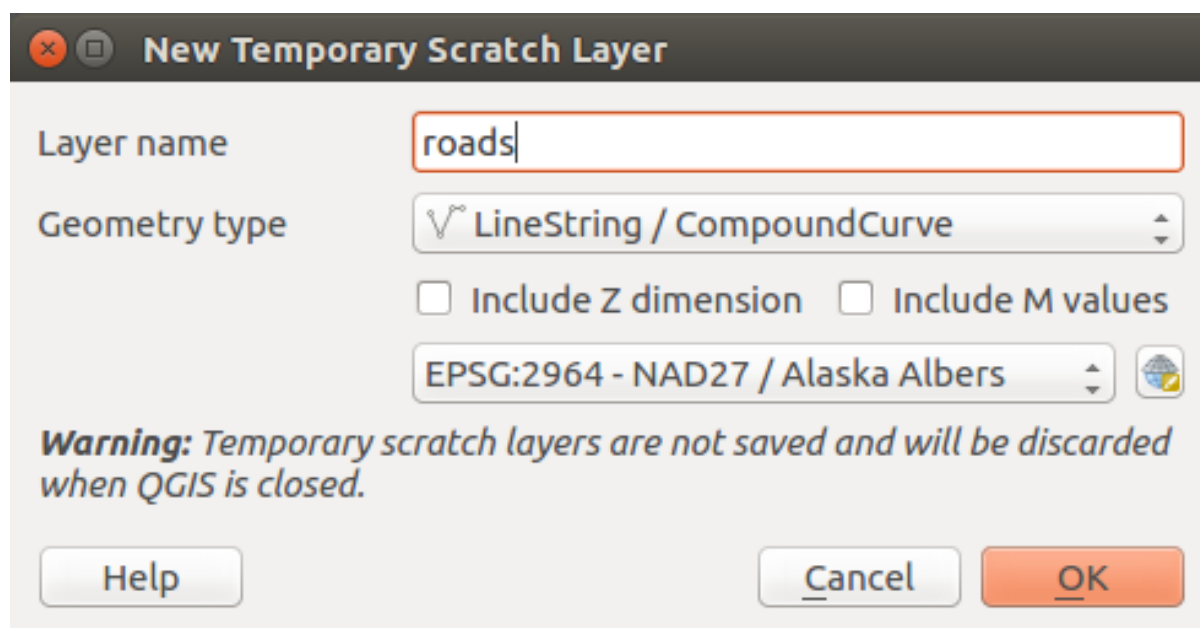 New Temporary Scratch Layer
Layer name
roads
Geometry type
LineString / CompoundCurve
Include Z dimension
Include M values
EPSG:2964 - NAD27 / Alaska Albers
Warning: Temporary scratch layers are not saved and will be discarded
when QGIS is closed.
Help
Cancel
OK